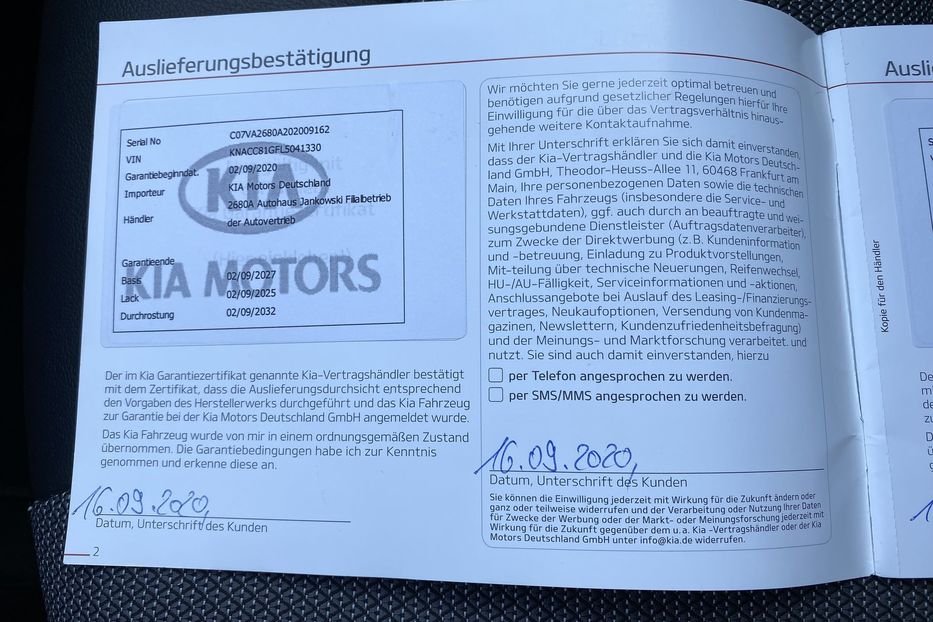 Auslieferungsbestätigung
Serial No C07VA2680A202009162
VIN KNACC81GFL5041330
Garantiebeginndat. 02/09/2020
Importeur KIA Motors Deutschland
Händler 2680A Autohaus Jankowski Filialbetrieb
der Autovertrieb
Garantieende
Basis 02/09/2027
Lack 02/09/2025
Durchrostung 02/09/2032
KIA
KIA MOTORS
Der im Kia Garantiezertifikat genannte Kia-Vertragshändler bestätigt
mit dem Zertifikat, dass die Auslieferungsdurchsicht entsprechend
den Vorgaben des Herstellerwerks durchgeführt und das Kia Fahrzeug
zur Garantie bei der Kia Motors Deutschland GmbH angemeldet wurde.
Das Kia Fahrzeug wurde von mir in einem ordnungsgemäßen Zustand
übernommen. Die Garantiebedingungen habe ich zur Kenntnis
genommen und erkenne diese an.
16.09.2020,
Datum, Unterschrift des Kunden
2
Wir möchten Sie gerne jederzeit optimal betreuen und
benötigen aufgrund gesetzlicher Regelungen hierfür Ihre
Einwilligung für die über das Vertragsverhältnis hinaus-
gehende weitere Kontaktaufnahme.
Mit Ihrer Unterschrift erklären Sie sich damit einverstanden,
dass der Kia-Vertragshändler und die Kia Motors Deutsch-
land GmbH, Theodor-Heuss-Allee 11, 60468 Frankfurt am
Main, Ihre personenbezogenen Daten sowie die technischen
Daten Ihres Fahrzeugs (insbesondere die Service- und
Werkstattdaten), ggf. auch durch an beauftragte und wei-
sungsgebundene Dienstleister (Auftragsdatenverarbeiter),
zum Zwecke der Direktwerbung (z.B. Kundeninformation
und -betreuung, Einladung zu Produktvorstellungen,
Mit-teilung über technische Neuerungen, Reifenwechsel,
HU-/AU-Fälligkeit, Serviceinformationen und -aktionen,
Anschlussangebote bei Auslauf des Leasing-/Finanzierungs-
vertrages, Neukaufoptionen, Versendung von Kundenma-
gazinen, Newslettern, Kundenzufriedenheitsbefragung)
und der Meinungs- und Marktforschung verarbeitet. und
nutzt. Sie sind auch damit einverstanden, hierzu
per Telefon angesprochen zu werden.
per SMS/MMS angesprochen zu werden.
16.09.2020,
Datum, Unterschrift des Kunden
Sie können die Einwilligung jederzeit mit Wirkung für die Zukunft ändern oder
ganz oder teilweise widerrufen und der Verarbeitung oder Nutzung Ihrer Daten
für Zwecke der Werbung oder der Markt- oder Meinungsforschung jederzeit mit
Wirkung für die Zukunft gegenüber dem u. a. Kia -Vertragshändler oder der Kia
Motors Deutschland GmbH unter info@kia.de widerrufen.
Kopie für den Händler
Ausli